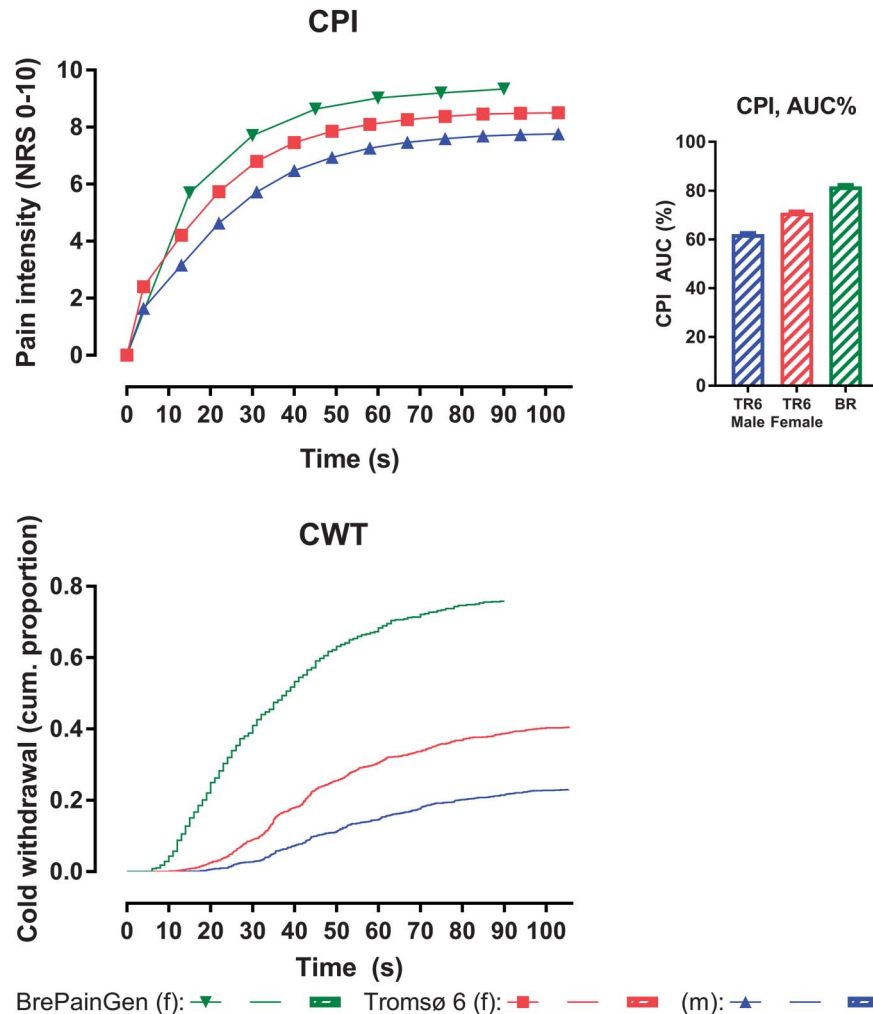 CPI
Pain intensity (NRS 0-10)
10
8
6
4
2
0
0 10 20 30 40 50 60 70 80 90 100
Time (s)
CPI, AUC%
CPI AUC (%)
100
80
60
40
20
0
TR6 TR6 BR
Male Female
CWT
Cold withdrawal (cum. proportion)
0.8
0.6
0.4
0.2
0.0
0 10 20 30 40 50 60 70 80 90 100
Time (s)
BrePainGen (f): Tromsø 6 (f): (m):